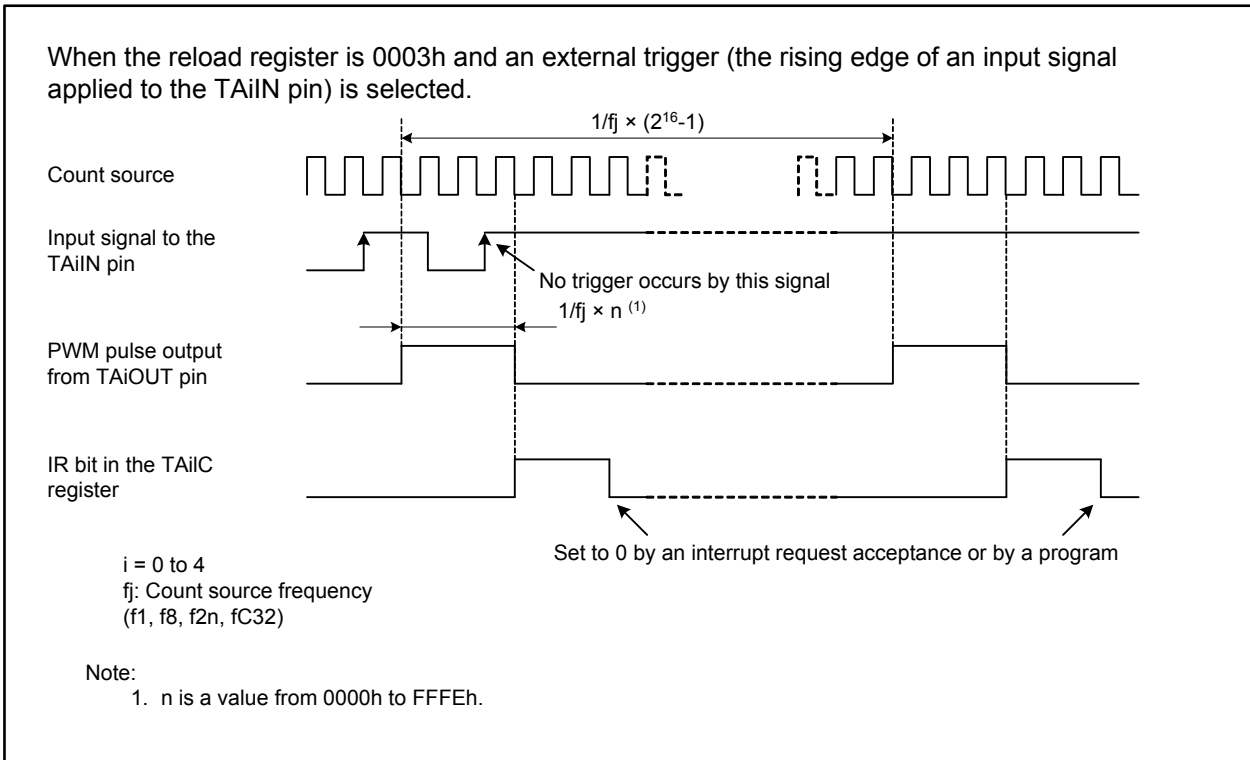 When the reload register is 0003h and an external trigger (the rising edge of an input signal
applied to the TAiIN pin) is selected.
1/fj × (2¹⁶-1)
Count source
Input signal to the
TAiIN pin
No trigger occurs by this signal
1/fj × n ⁽¹⁾
PWM pulse output
from TAiOUT pin
IR bit in the TAiIC
register
Set to 0 by an interrupt request acceptance or by a program
i = 0 to 4
fj: Count source frequency
(f1, f8, f2n, fC32)
Note:
1. n is a value from 0000h to FFFEh.